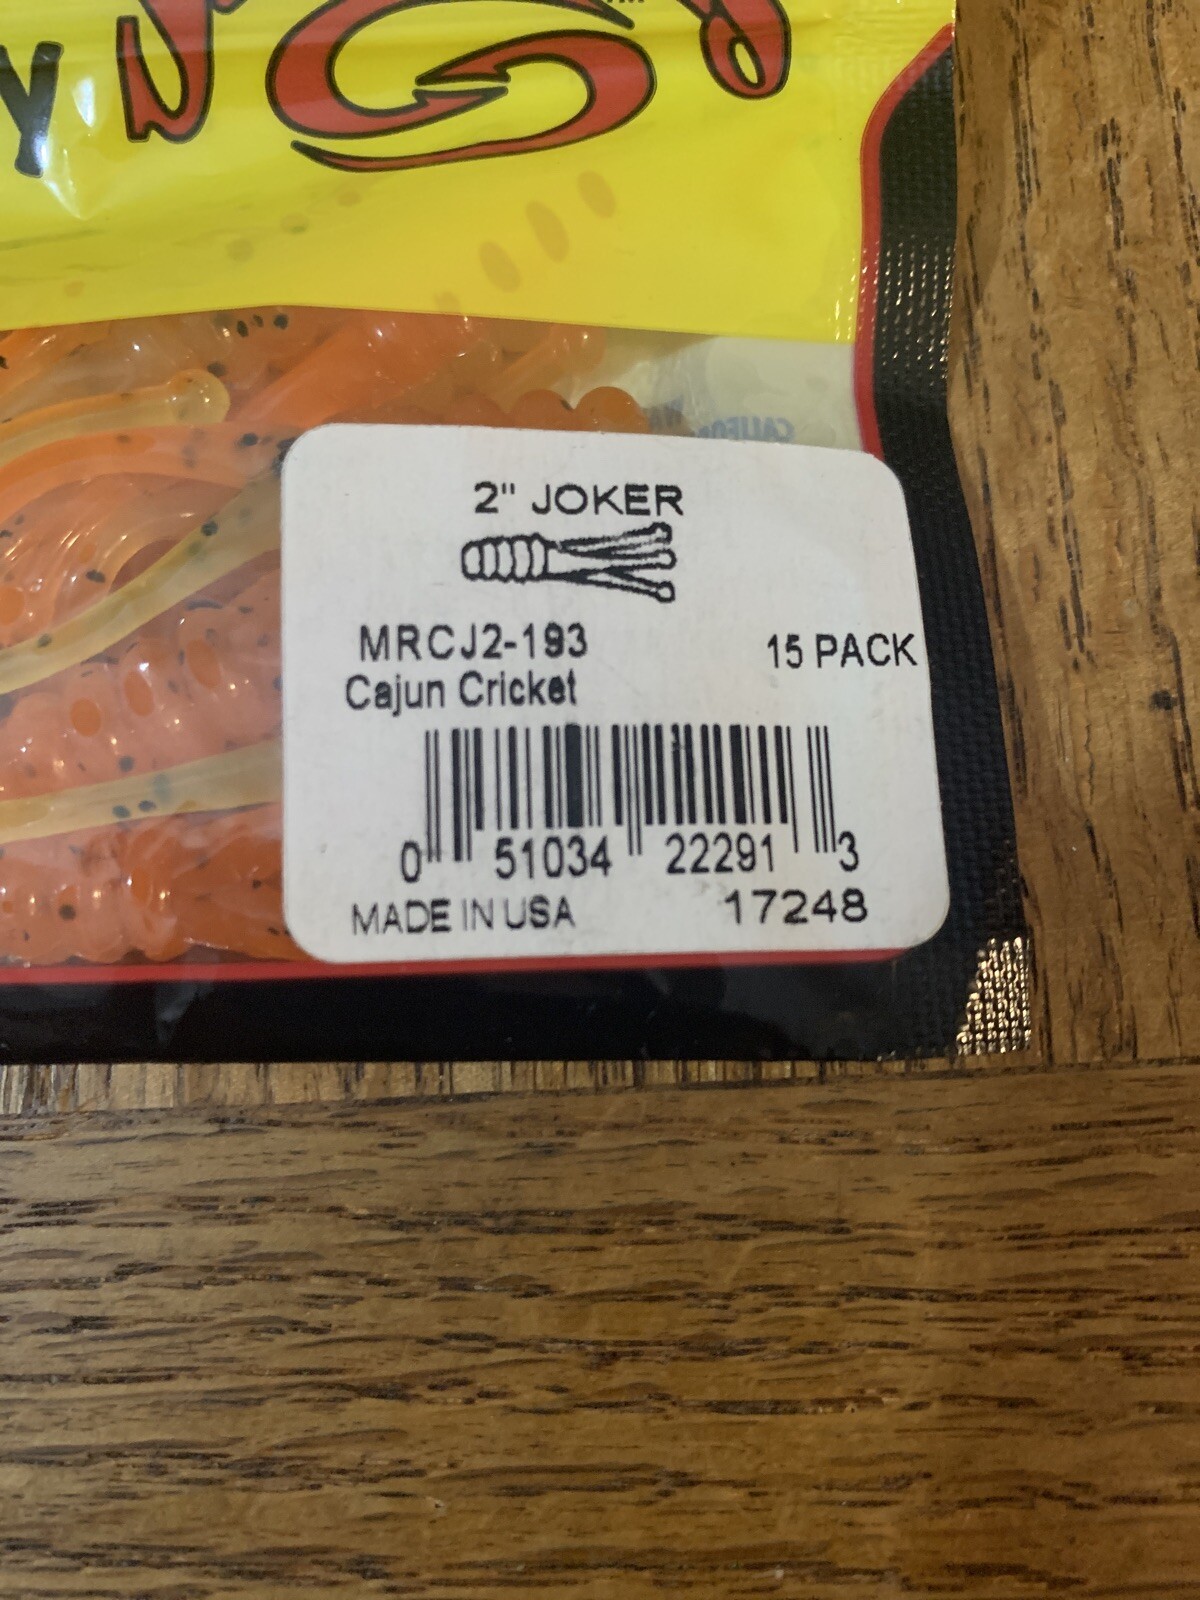 y
2" JOKER
MRCJ2-193
15 PACK
Cajun Cricket
0 51034 22291 3
MADE IN USA
17248